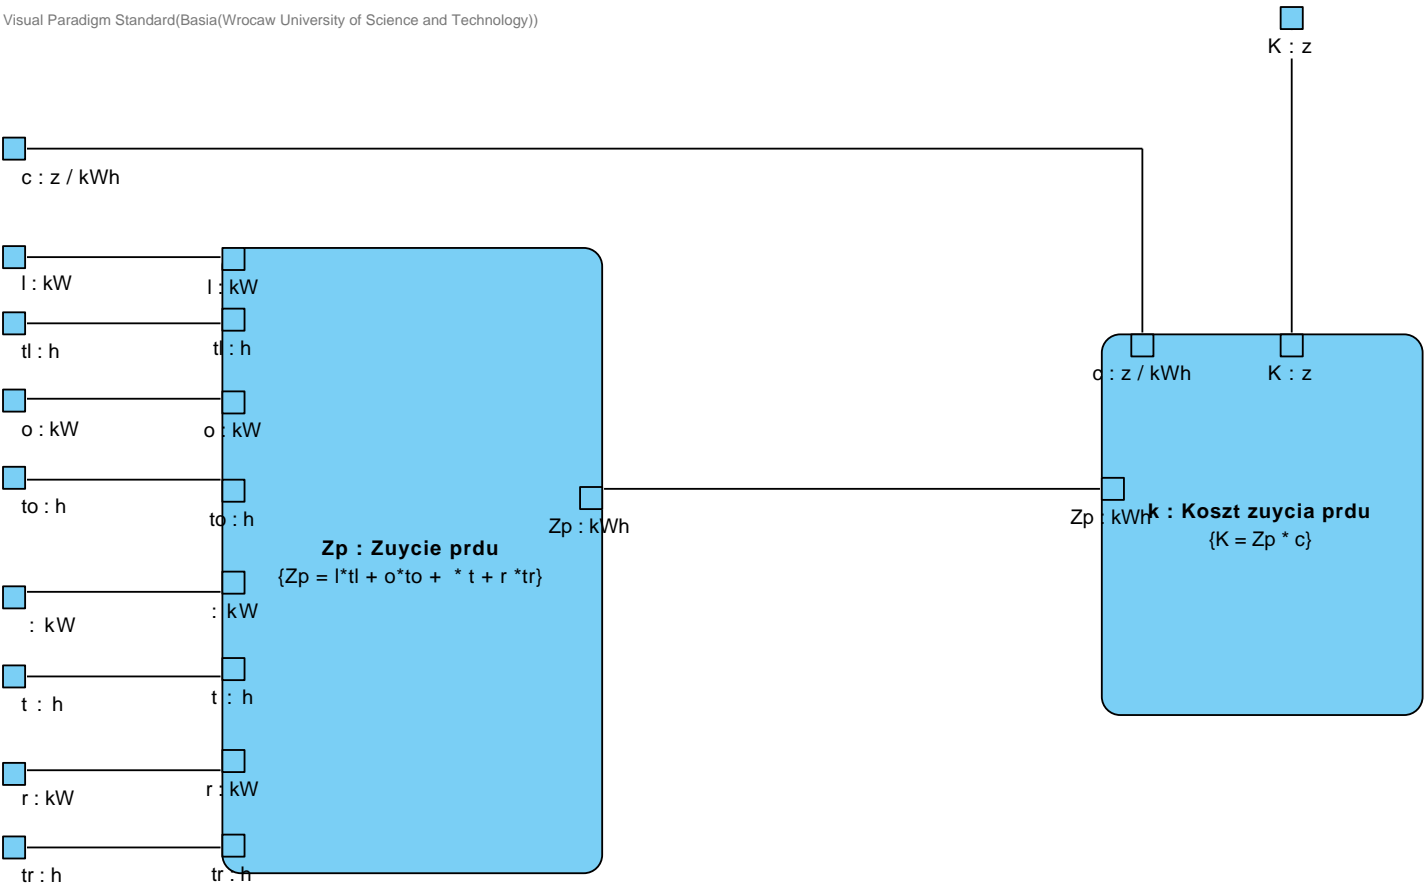 Visual Paradigm Standard(Basia(Wrocaw University of Science and Technology))
K : z
c : z / kWh
l : kW
l : kW
tl : h
tl : h
c : z / kWh
K : z
o : kW
o : kW
to : h
to : h
Zp : kWh
Zp : kWh
k : Koszt zuycia prdu
{K = Zp * c}
Zp : Zuycie prdu
{Zp = l*tl + o*to + * t + r *tr}
: kW
: kW
t : h
t : h
r : kW
r : kW
tr : h
tr : h